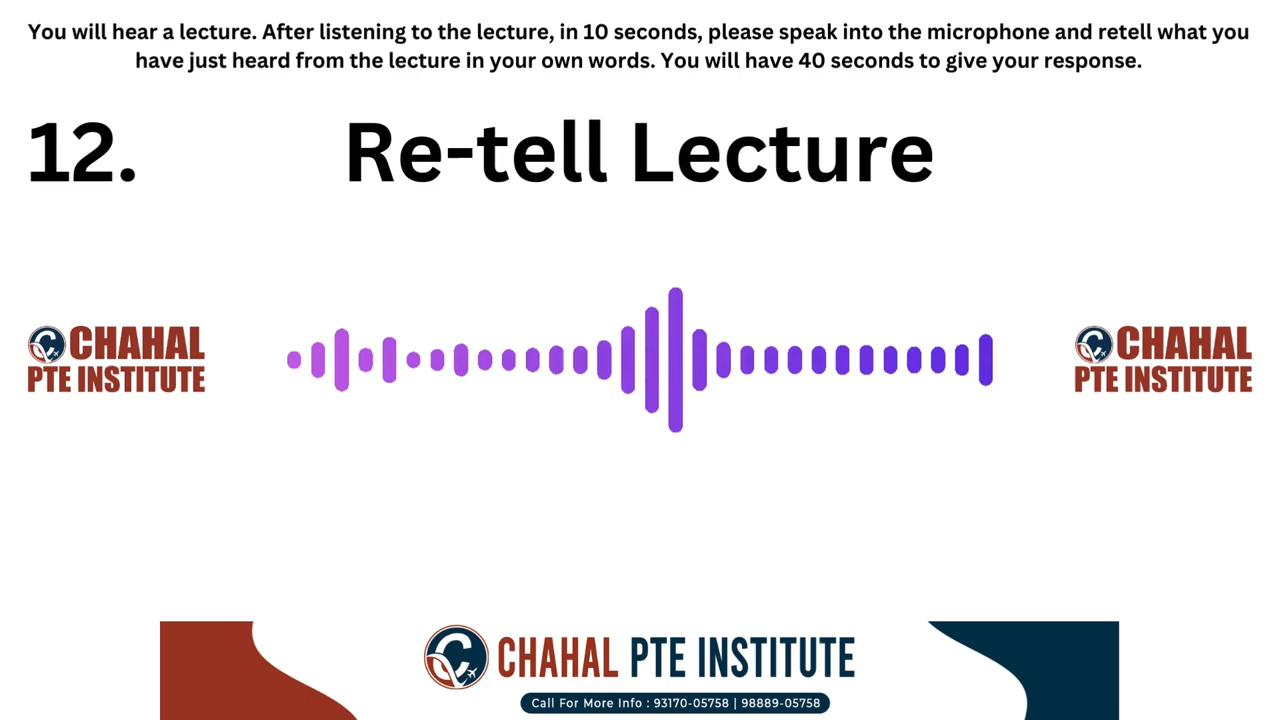 You will hear a lecture. After listening to the lecture, in 10 seconds, please speak into the microphone and retell what you
have just heard from the lecture in your own words. You will have 40 seconds to give your response.
12. Re-tell Lecture
CHAHAL
PTE INSTITUTE
CHAHAL
PTE INSTITUTE
CHAHAL PTE INSTITUTE
Call For More Info : 93170-05758 | 98889-05758